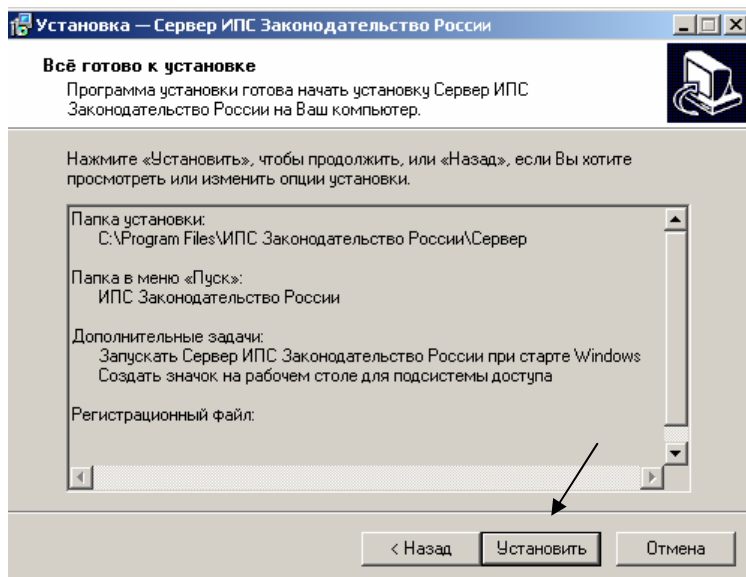 Установка — Сервер ИПС Законодательство России
Всё готово к установке
Программа установки готова начать установку Сервер ИПС
Законодательство России на Ваш компьютер.
Нажмите «Установить», чтобы продолжить, или «Назад», если Вы хотите
просмотреть или изменить опции установки.
Папка установки:
C:\Program Files\ИПС Законодательство России\Сервер
Папка в меню «Пуск»:
ИПС Законодательство России
Дополнительные задачи:
Запускать Сервер ИПС Законодательство России при старте Windows
Создать значок на рабочем столе для подсистемы доступа
Регистрационный файл:
< Назад
Установить
Отмена